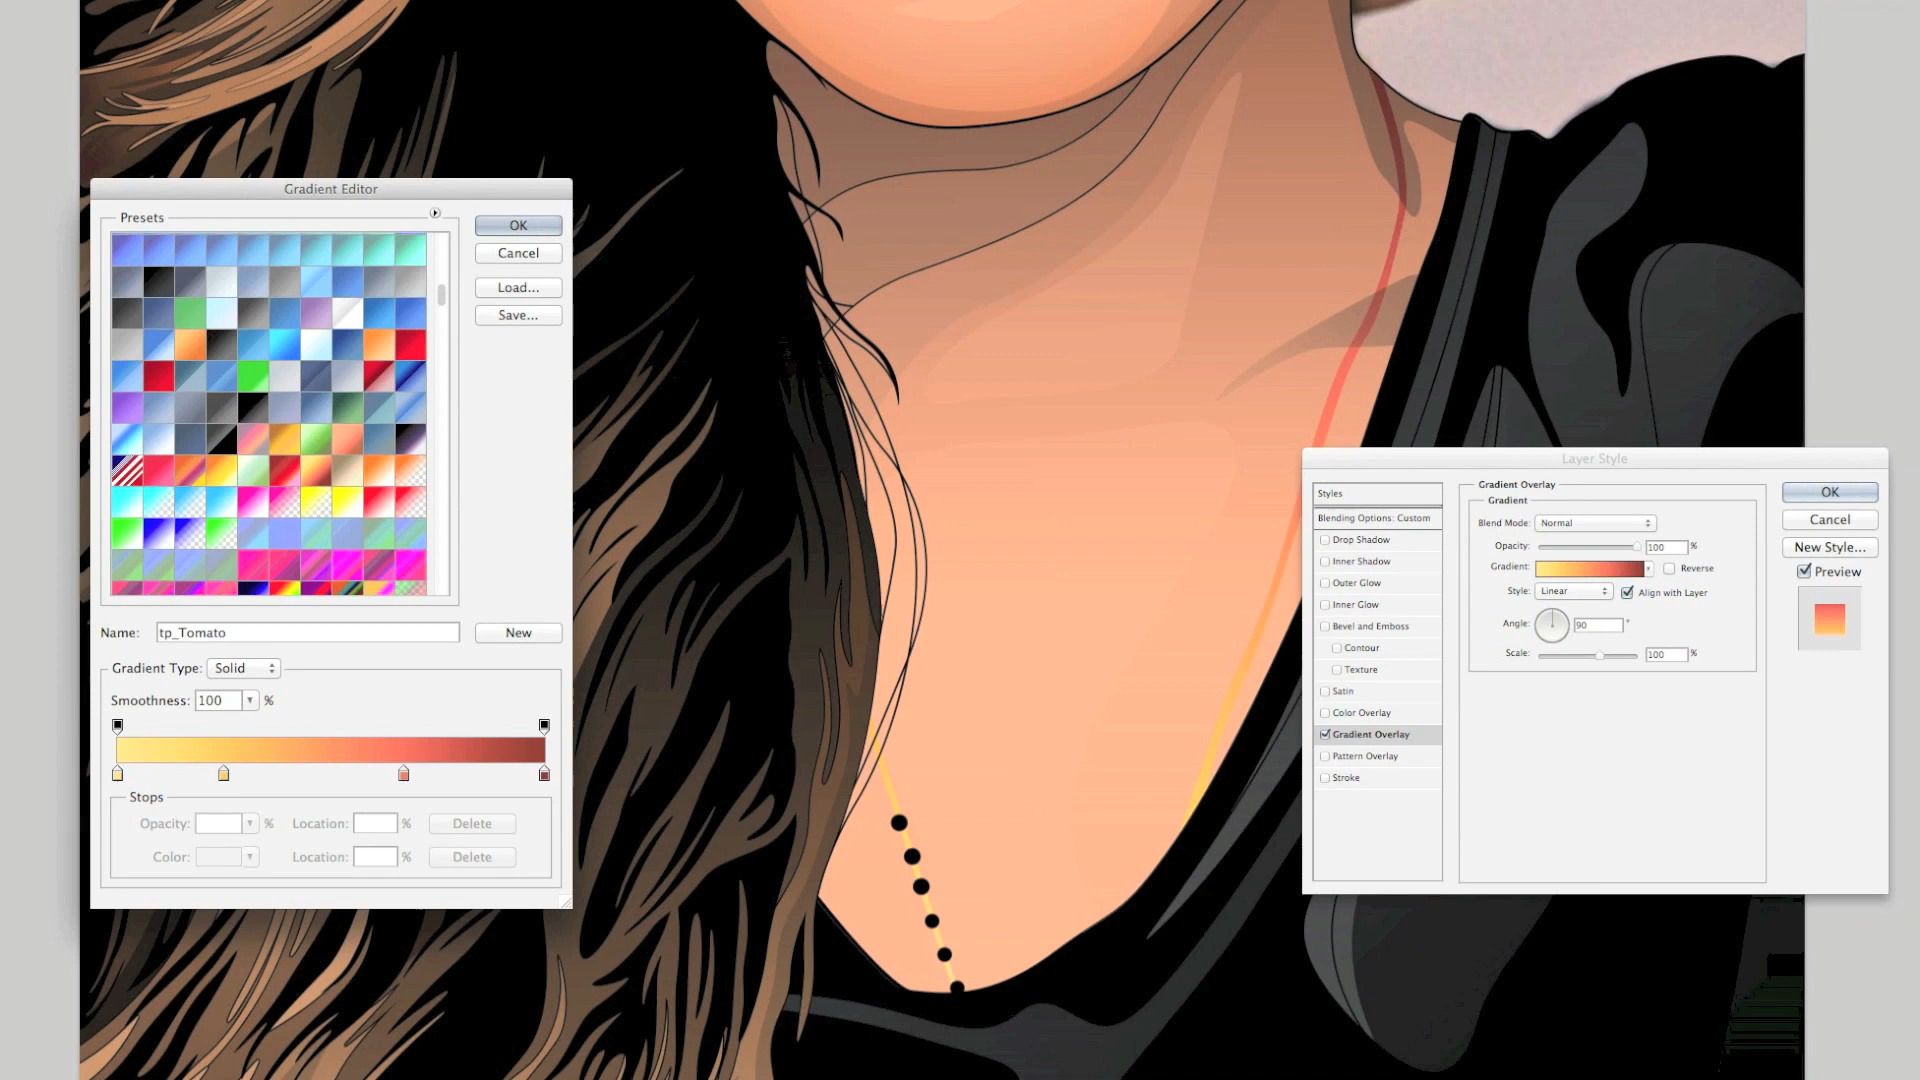 Gradient Editor
Presets
OK
Cancel
Load...
Save...
Name: tp_Tomato
New
Gradient Type: Solid
Smoothness: 100 %
Stops
Opacity: % Location: % Delete
Color: Location: % Delete
Layer Style
Styles
Blending Options: Custom
Drop Shadow
Inner Shadow
Outer Glow
Inner Glow
Bevel and Emboss
Contour
Texture
Satin
Color Overlay
Gradient Overlay
Pattern Overlay
Stroke
Gradient Overlay
Gradient
Blend Mode: Normal
Opacity: 100 %
Gradient: Reverse
Style: Linear Align with Layer
Angle: 90 °
Scale: 100 %
OK
Cancel
New Style...
Preview